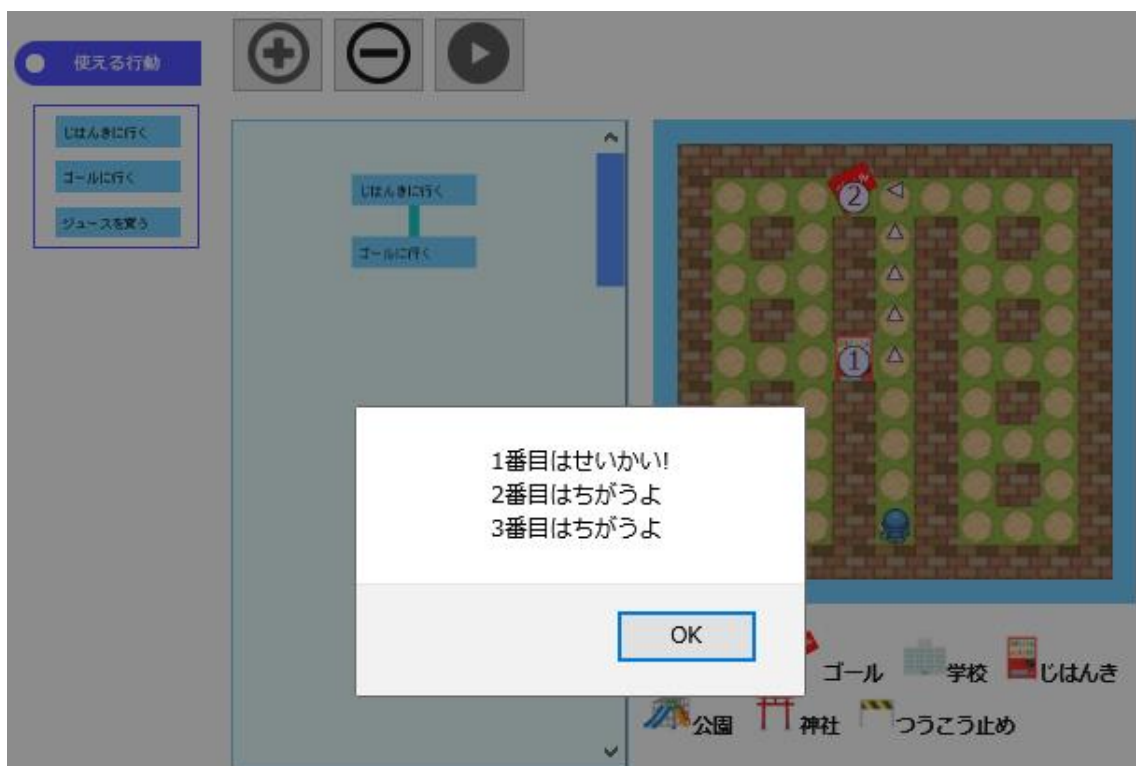 使える行動
じはんきに行く
ゴールに行く
ジュースを買う
じはんきに行く
ゴールに行く
2
1
1番目はせいかい!
2番目はちがうよ
3番目はちがうよ
OK
ゴール 学校 じはんき
公園 神社 つうこう止め